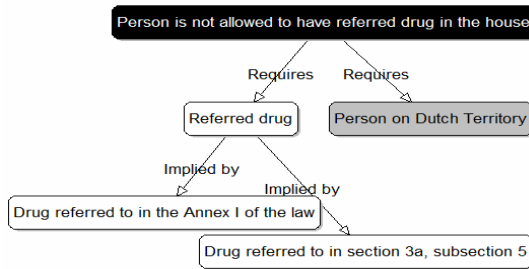 Person is not allowed to have referred drug in the house
Requires Requires
Referred drug Person on Dutch Territory
Implied by
Implied by
Drug referred to in the Annex I of the law
Drug referred to in section 3a, subsection 5